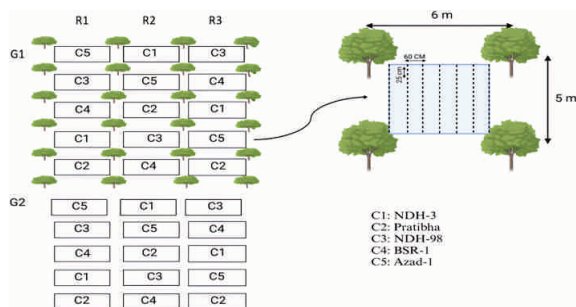 R1 R2 R3
G1
C5 C1 C3
C3 C5 C4
C4 C2 C1
C1 C3 C5
C2 C4 C2
G2
C5 C1 C3
C3 C5 C4
C4 C2 C1
C1 C3 C5
C2 C4 C2
6 m
60 CM
25cm
5 m
C1: NDH-3
C2: Pratibha
C3: NDH-98
C4: BSR-1
C5: Azad-1